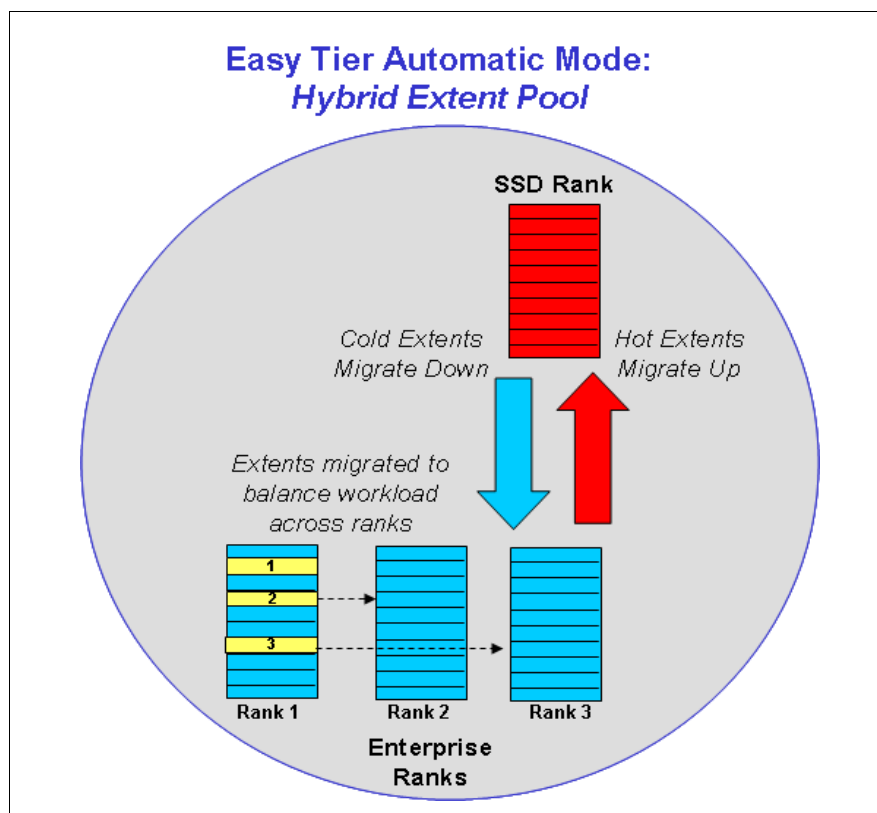 Easy Tier Automatic Mode:
Hybrid Extent Pool
SSD Rank
Cold Extents
Migrate Down
Hot Extents
Migrate Up
Extents migrated to
balance workload
across ranks
1
2
3
Rank 1
Rank 2
Rank 3
Enterprise
Ranks